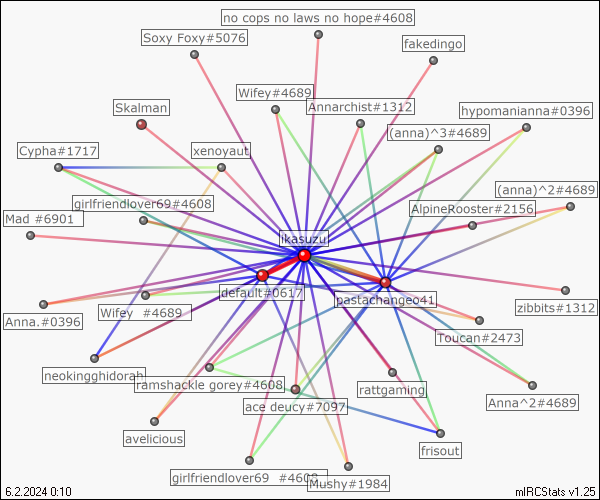 no cops no laws no hope#4608
Soxy Foxy#5076
fakedingo
Wifey#4689
Annarchist#1312
Skalman
hypomanianna#0396
(anna)^3#4689
Cypha#1717
xenoyaut
(anna)^2#4689
girlfriendlover69#4608
AlpineRooster#2156
Mad #6901
ikasuzu
default#0617
pastachangeo41
zibbits#1312
Anna.#0396
Wifey  #4689
Toucan#2473
neokingghidorah
ramshackle gorey#4608
rattgaming
Anna^2#4689
ace deucy#7097
avelicious
frisout
girlfriendlover69  #4608
Mushy#1984
6.2.2024 0:10
mIRCStats v1.25